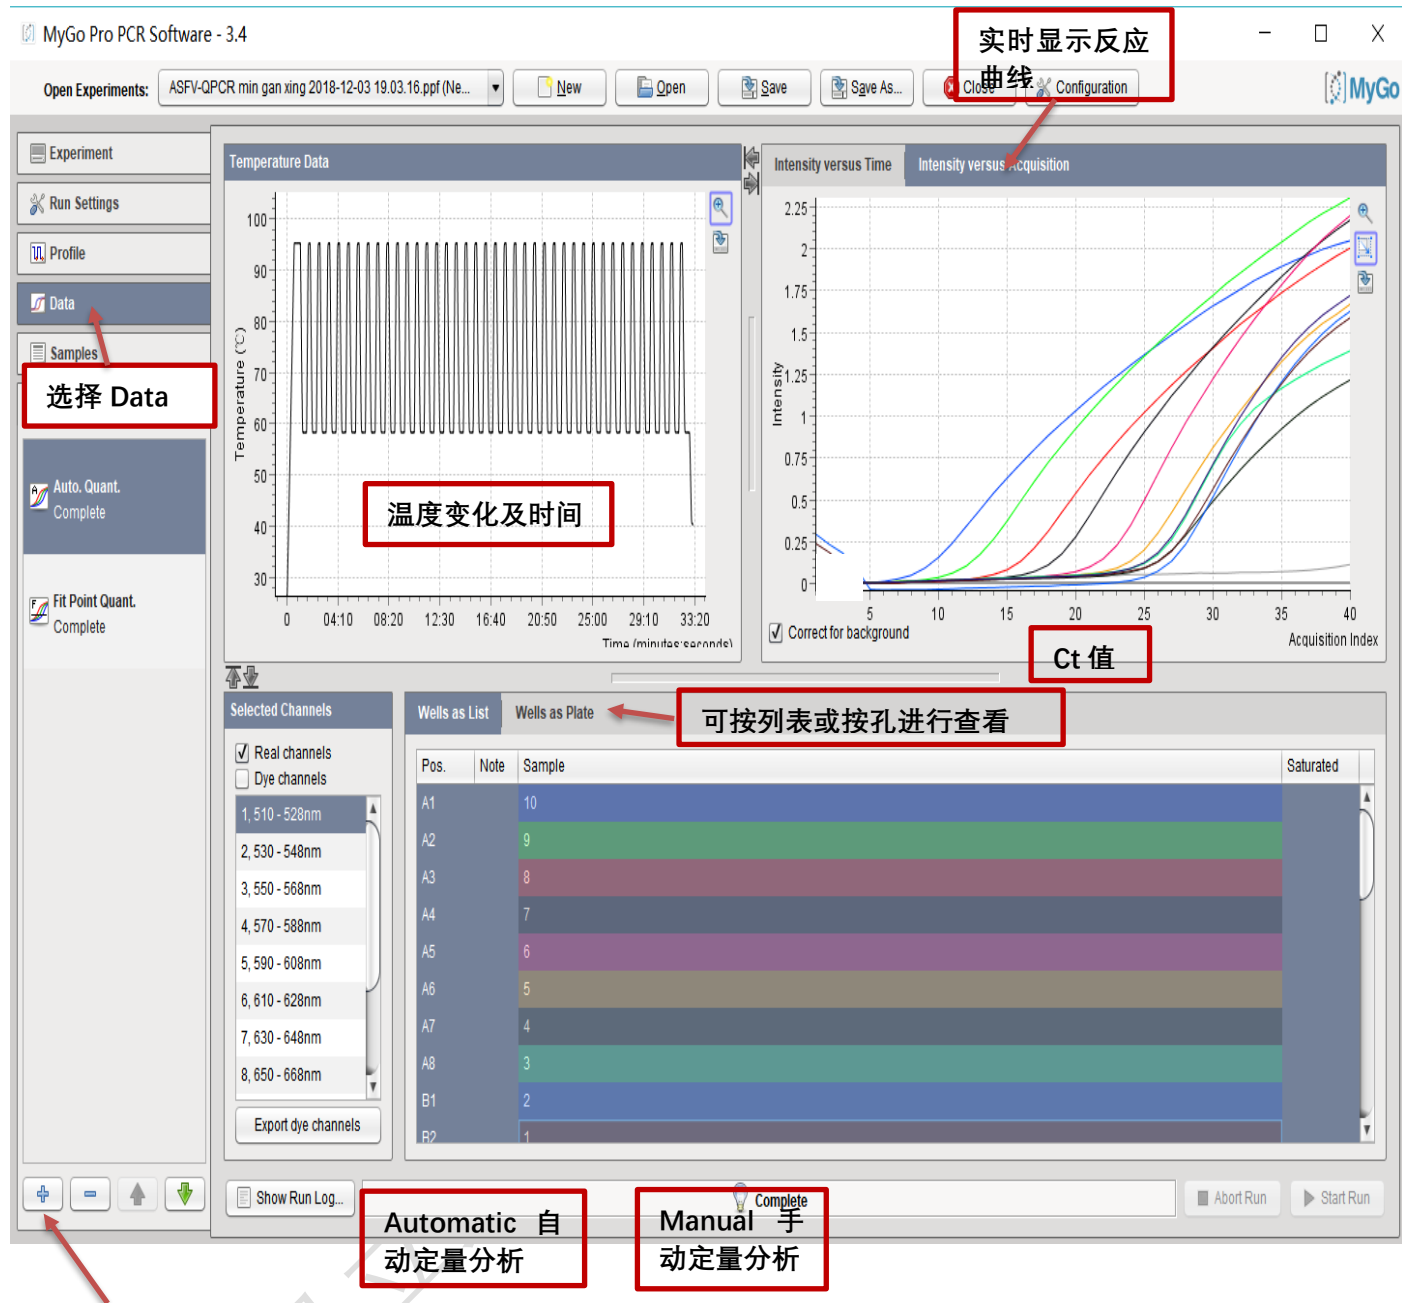 MyGo Pro PCR Software - 3.4
实时显示反应
曲线
Open Experiments:
ASFV-QPCR min gan xing 2018-12-03 19.03.16.ppf (Ne...
New
Open
Save
Save As...
Close
Configuration
MyGo
Experiment
Run Settings
Profile
Data
Samples
选择 Data
Auto. Quant.
Complete
Fit Point Quant.
Complete
Temperature Data
100
90
80
70
60
50
40
30
Temperature (℃)
0 04:10 08:20 12:30 16:40 20:50 25:00 29:10 33:20
Time (minutes:seconds)
温度变化及时间
Intensity versus Time
Intensity versus Acquisition
2.25
2
1.75
1.5
1.25
1
0.75
0.5
0.25
0
Intensity
5 10 15 20 25 30 35 40
Acquisition Index
Correct for background
Ct 值
Selected Channels
Real channels
Dye channels
1, 510 - 528nm
2, 530 - 548nm
3, 550 - 568nm
4, 570 - 588nm
5, 590 - 608nm
6, 610 - 628nm
7, 630 - 648nm
8, 650 - 668nm
Export dye channels
Wells as List
Wells as Plate
可按列表或按孔进行查看
Pos. Note Sample Saturated
A1 10
A2 9
A3 8
A4 7
A5 6
A6 5
A7 4
A8 3
B1 2
B2 1
Show Run Log...
Complete
Abort Run
Start Run
Automatic 自
动定量分析
Manual 手
动定量分析